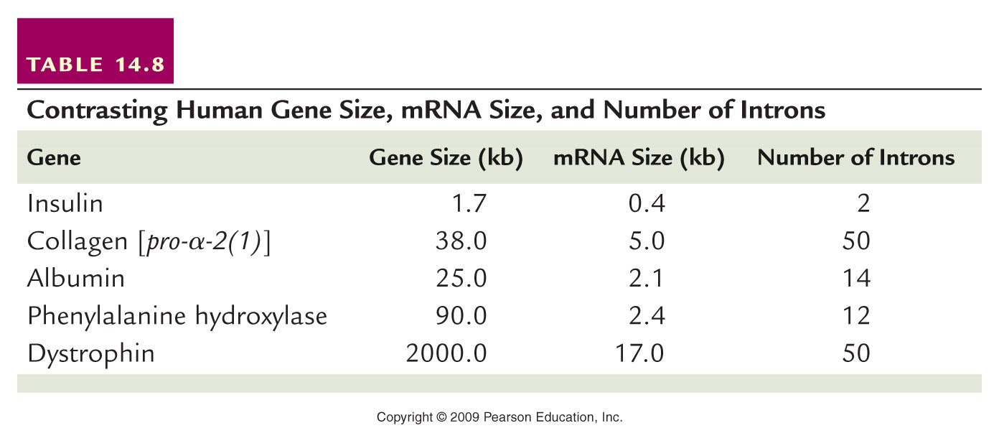 TABLE 14.8
Contrasting Human Gene Size, mRNA Size, and Number of Introns
Gene Gene Size (kb) mRNA Size (kb) Number of Introns
Insulin 1.7 0.4 2
Collagen [pro-α-2(1)] 38.0 5.0 50
Albumin 25.0 2.1 14
Phenylalanine hydroxylase 90.0 2.4 12
Dystrophin 2000.0 17.0 50
Copyright © 2009 Pearson Education, Inc.